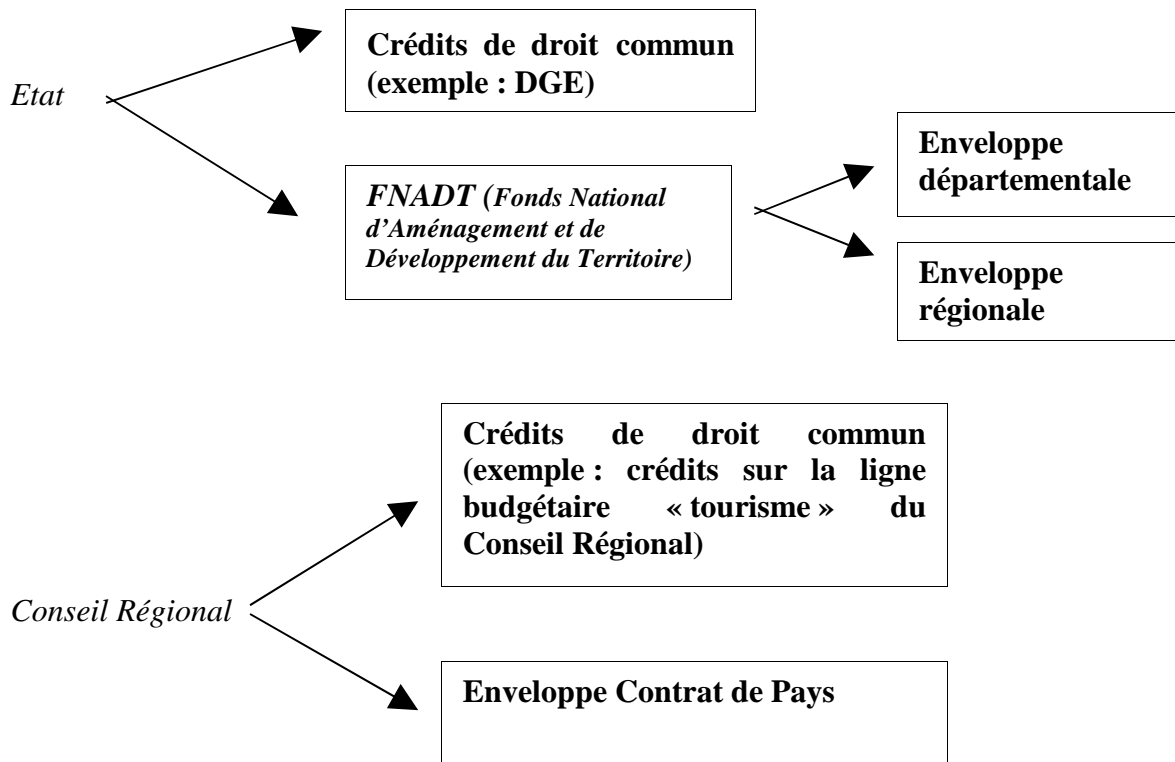 Crédits de droit commun
(exemple : DGE)
Etat
FNADT (Fonds National
d’Aménagement et de
Développement du Territoire)
Enveloppe
départementale
Enveloppe
régionale
Crédits de droit commun
(exemple : crédits sur la ligne
budgétaire « tourisme » du
Conseil Régional)
Conseil Régional
Enveloppe Contrat de Pays